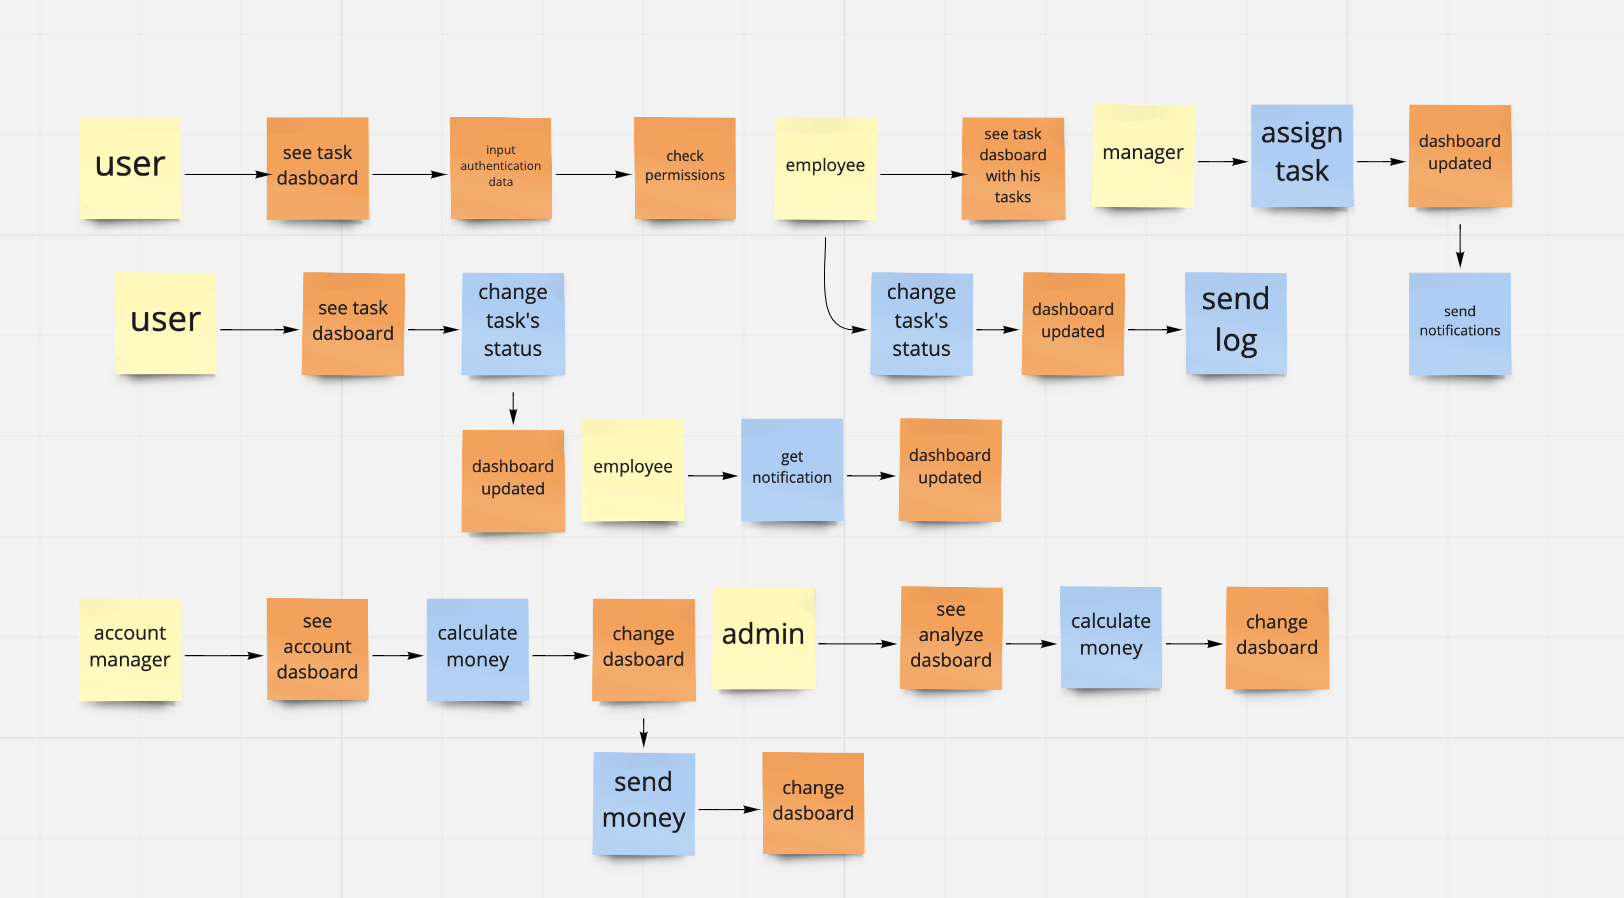 user
see task
dasboard
input
authentication
data
check
permissions
employee
see task
dasboard
with his
tasks
manager
assign
task
dashboard
updated
user
see task
dasboard
change
task's
status
change
task's
status
dashboard
updated
send
log
send
notifications
dashboard
updated
employee
get
notification
dashboard
updated
account
manager
see
account
dasboard
calculate
money
change
dasboard
admin
see
analyze
dasboard
calculate
money
change
dasboard
send
money
change
dasboard